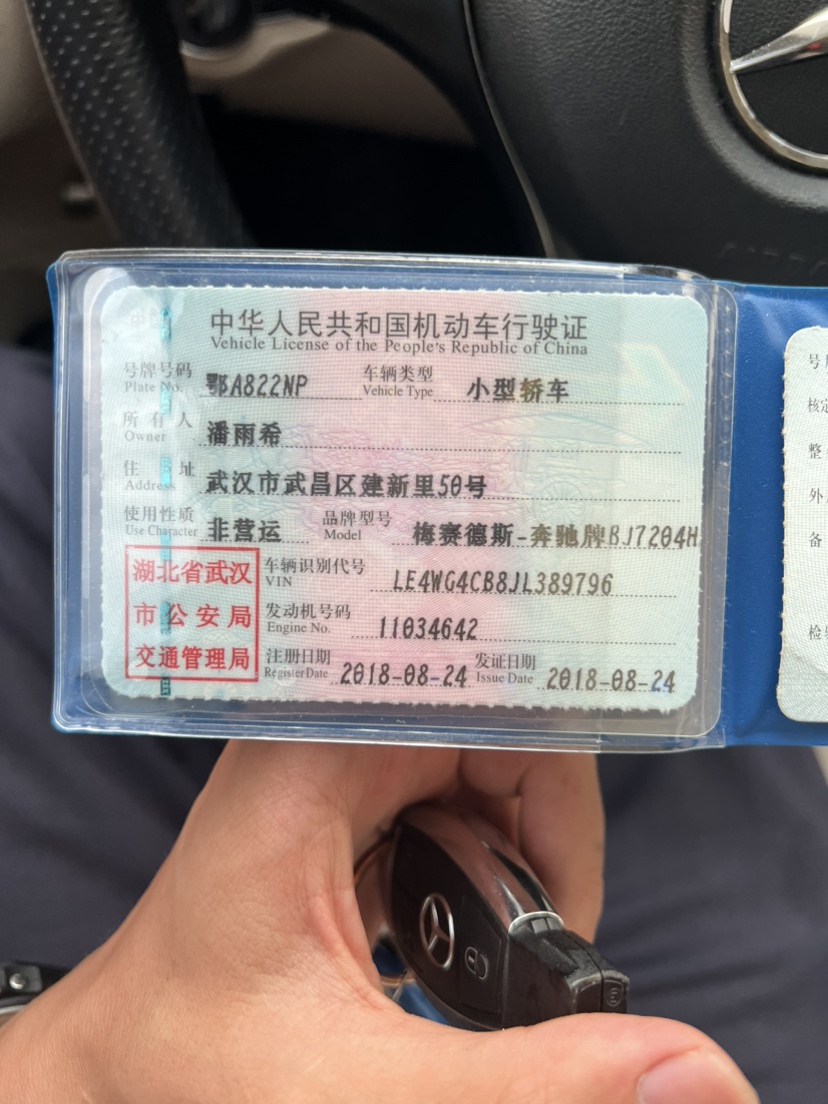 中华人民共和国机动车行驶证
Vehicle License of the People's Republic of China
号牌号码 鄂A822NP 车辆类型 小型轿车
Plate No. Vehicle Type
所有人 潘雨希
Owner
住址 武汉市武昌区建新里50号
Address
使用性质 非营运 品牌型号 梅赛德斯-奔驰牌BJ7204H
Use Character Model
湖北省武汉
市公安局
交通管理局
车辆识别代号 LE4WG4CB8JL389796
VIN
发动机号码 11034642
Engine No.
注册日期 2018-08-24 发证日期 2018-08-24
Register Date Issue Date
号
核定
整
外
备
检